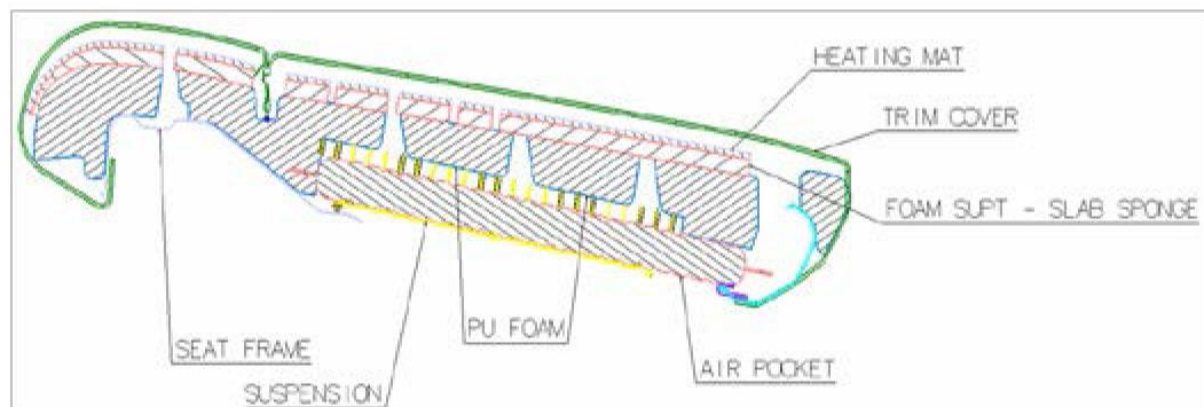 HEATING MAT
TRIM COVER
FOAM SUPT - SLAB SPONGE
PU FOAM
SEAT FRAME
AIR POCKET
SUSPENSION